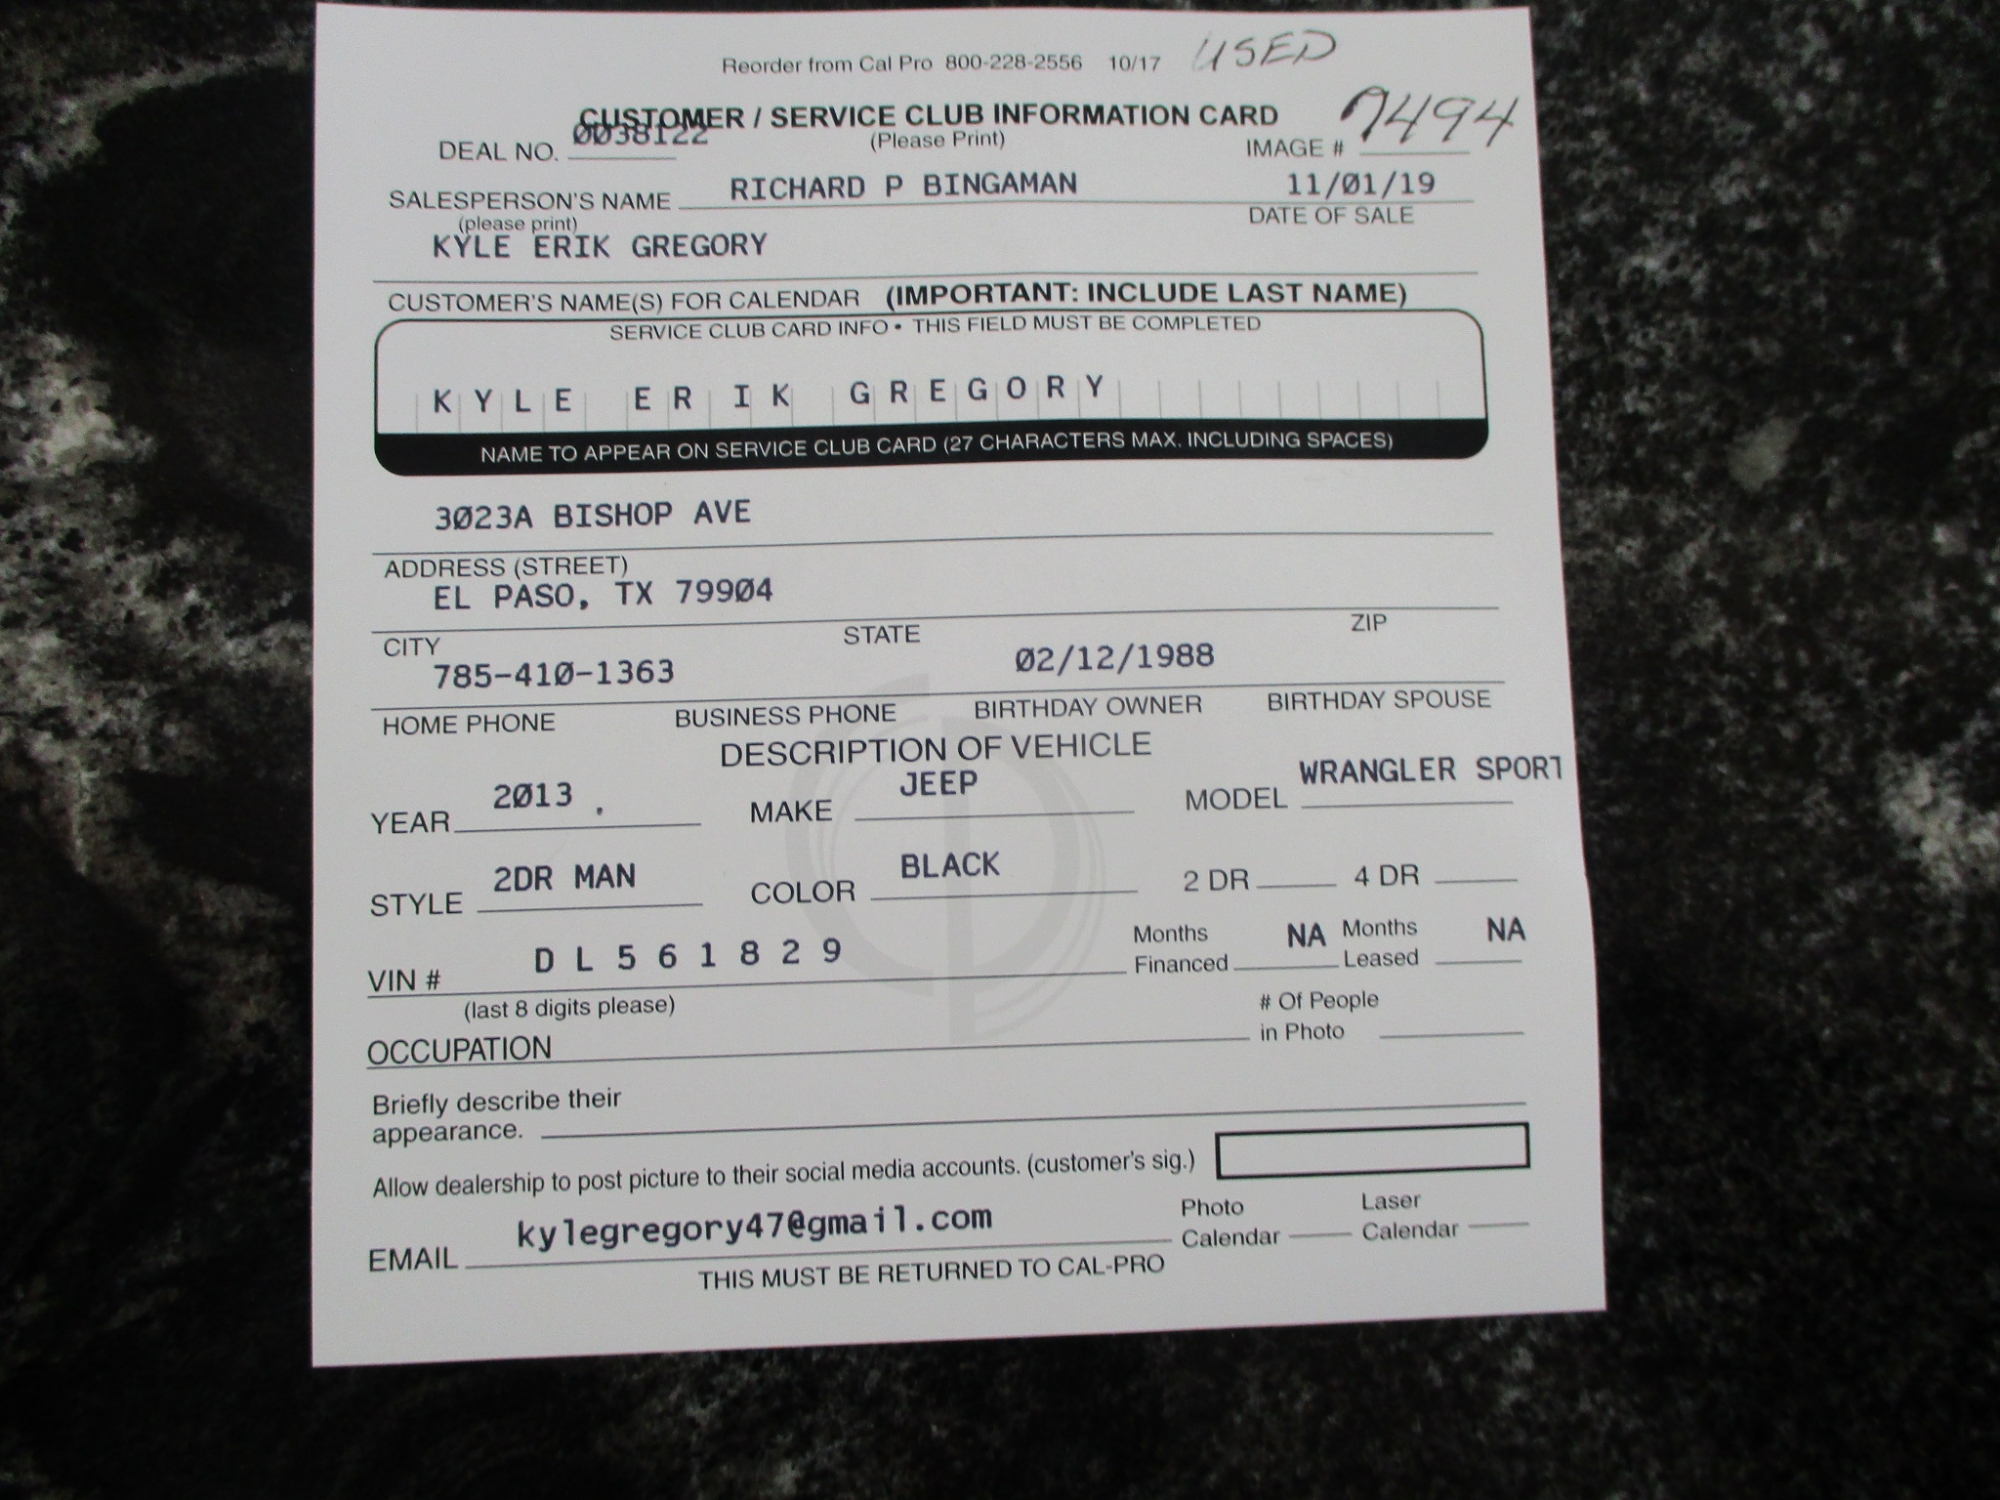 Reorder from Cal Pro 800-228-2556 10/17 USED
CUSTOMER / SERVICE CLUB INFORMATION CARD
(Please Print)
DEAL NO. 0038122 IMAGE # 7494
SALESPERSON'S NAME RICHARD P BINGAMAN 11/01/19
(please print) DATE OF SALE
KYLE ERIK GREGORY
CUSTOMER'S NAME(S) FOR CALENDAR (IMPORTANT: INCLUDE LAST NAME)
SERVICE CLUB CARD INFO • THIS FIELD MUST BE COMPLETED
KYLE ERIK GREGORY
NAME TO APPEAR ON SERVICE CLUB CARD (27 CHARACTERS MAX. INCLUDING SPACES)
3023A BISHOP AVE
ADDRESS (STREET)
EL PASO, TX 79904
CITY STATE ZIP
785-410-1363 02/12/1988
HOME PHONE BUSINESS PHONE BIRTHDAY OWNER BIRTHDAY SPOUSE
DESCRIPTION OF VEHICLE
YEAR 2013 . MAKE JEEP MODEL WRANGLER SPORT
STYLE 2DR MAN COLOR BLACK 2 DR 4 DR
VIN # D L 5 6 1 8 2 9 Months Financed NA Months Leased NA
(last 8 digits please)
OCCUPATION # Of People in Photo
Briefly describe their
appearance.
Allow dealership to post picture to their social media accounts. (customer's sig.)
EMAIL kylegregory47@gmail.com Photo Calendar Laser Calendar
THIS MUST BE RETURNED TO CAL-PRO